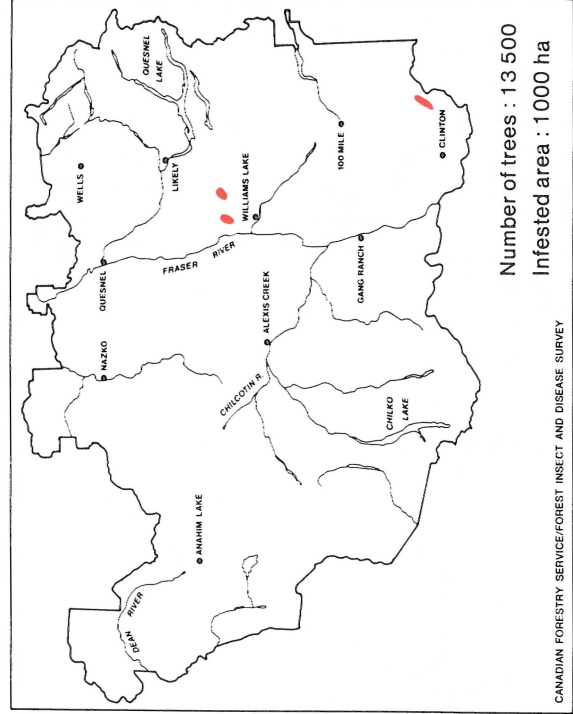 WELLS
QUESNEL
LAKE
LIKELY
QUESNEL
NAZKO
FRASER RIVER
WILLIAMS LAKE
ALEXIS CREEK
CHILCOTIN R.
ANAHIM LAKE
DEAN RIVER
100 MILE
GANG RANCH
CLINTON
CHILKO
LAKE
Number of trees : 13 500
Infested area : 1000 ha
CANADIAN FORESTRY SERVICE/FOREST INSECT AND DISEASE SURVEY